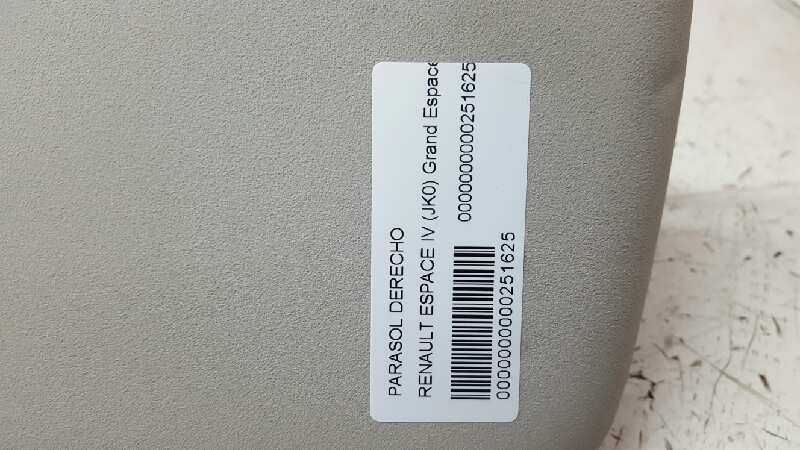 PARASOL DERECHO
RENAULT ESPACE IV (JK0) Grand Espace
0000000000251625
0000000000251625